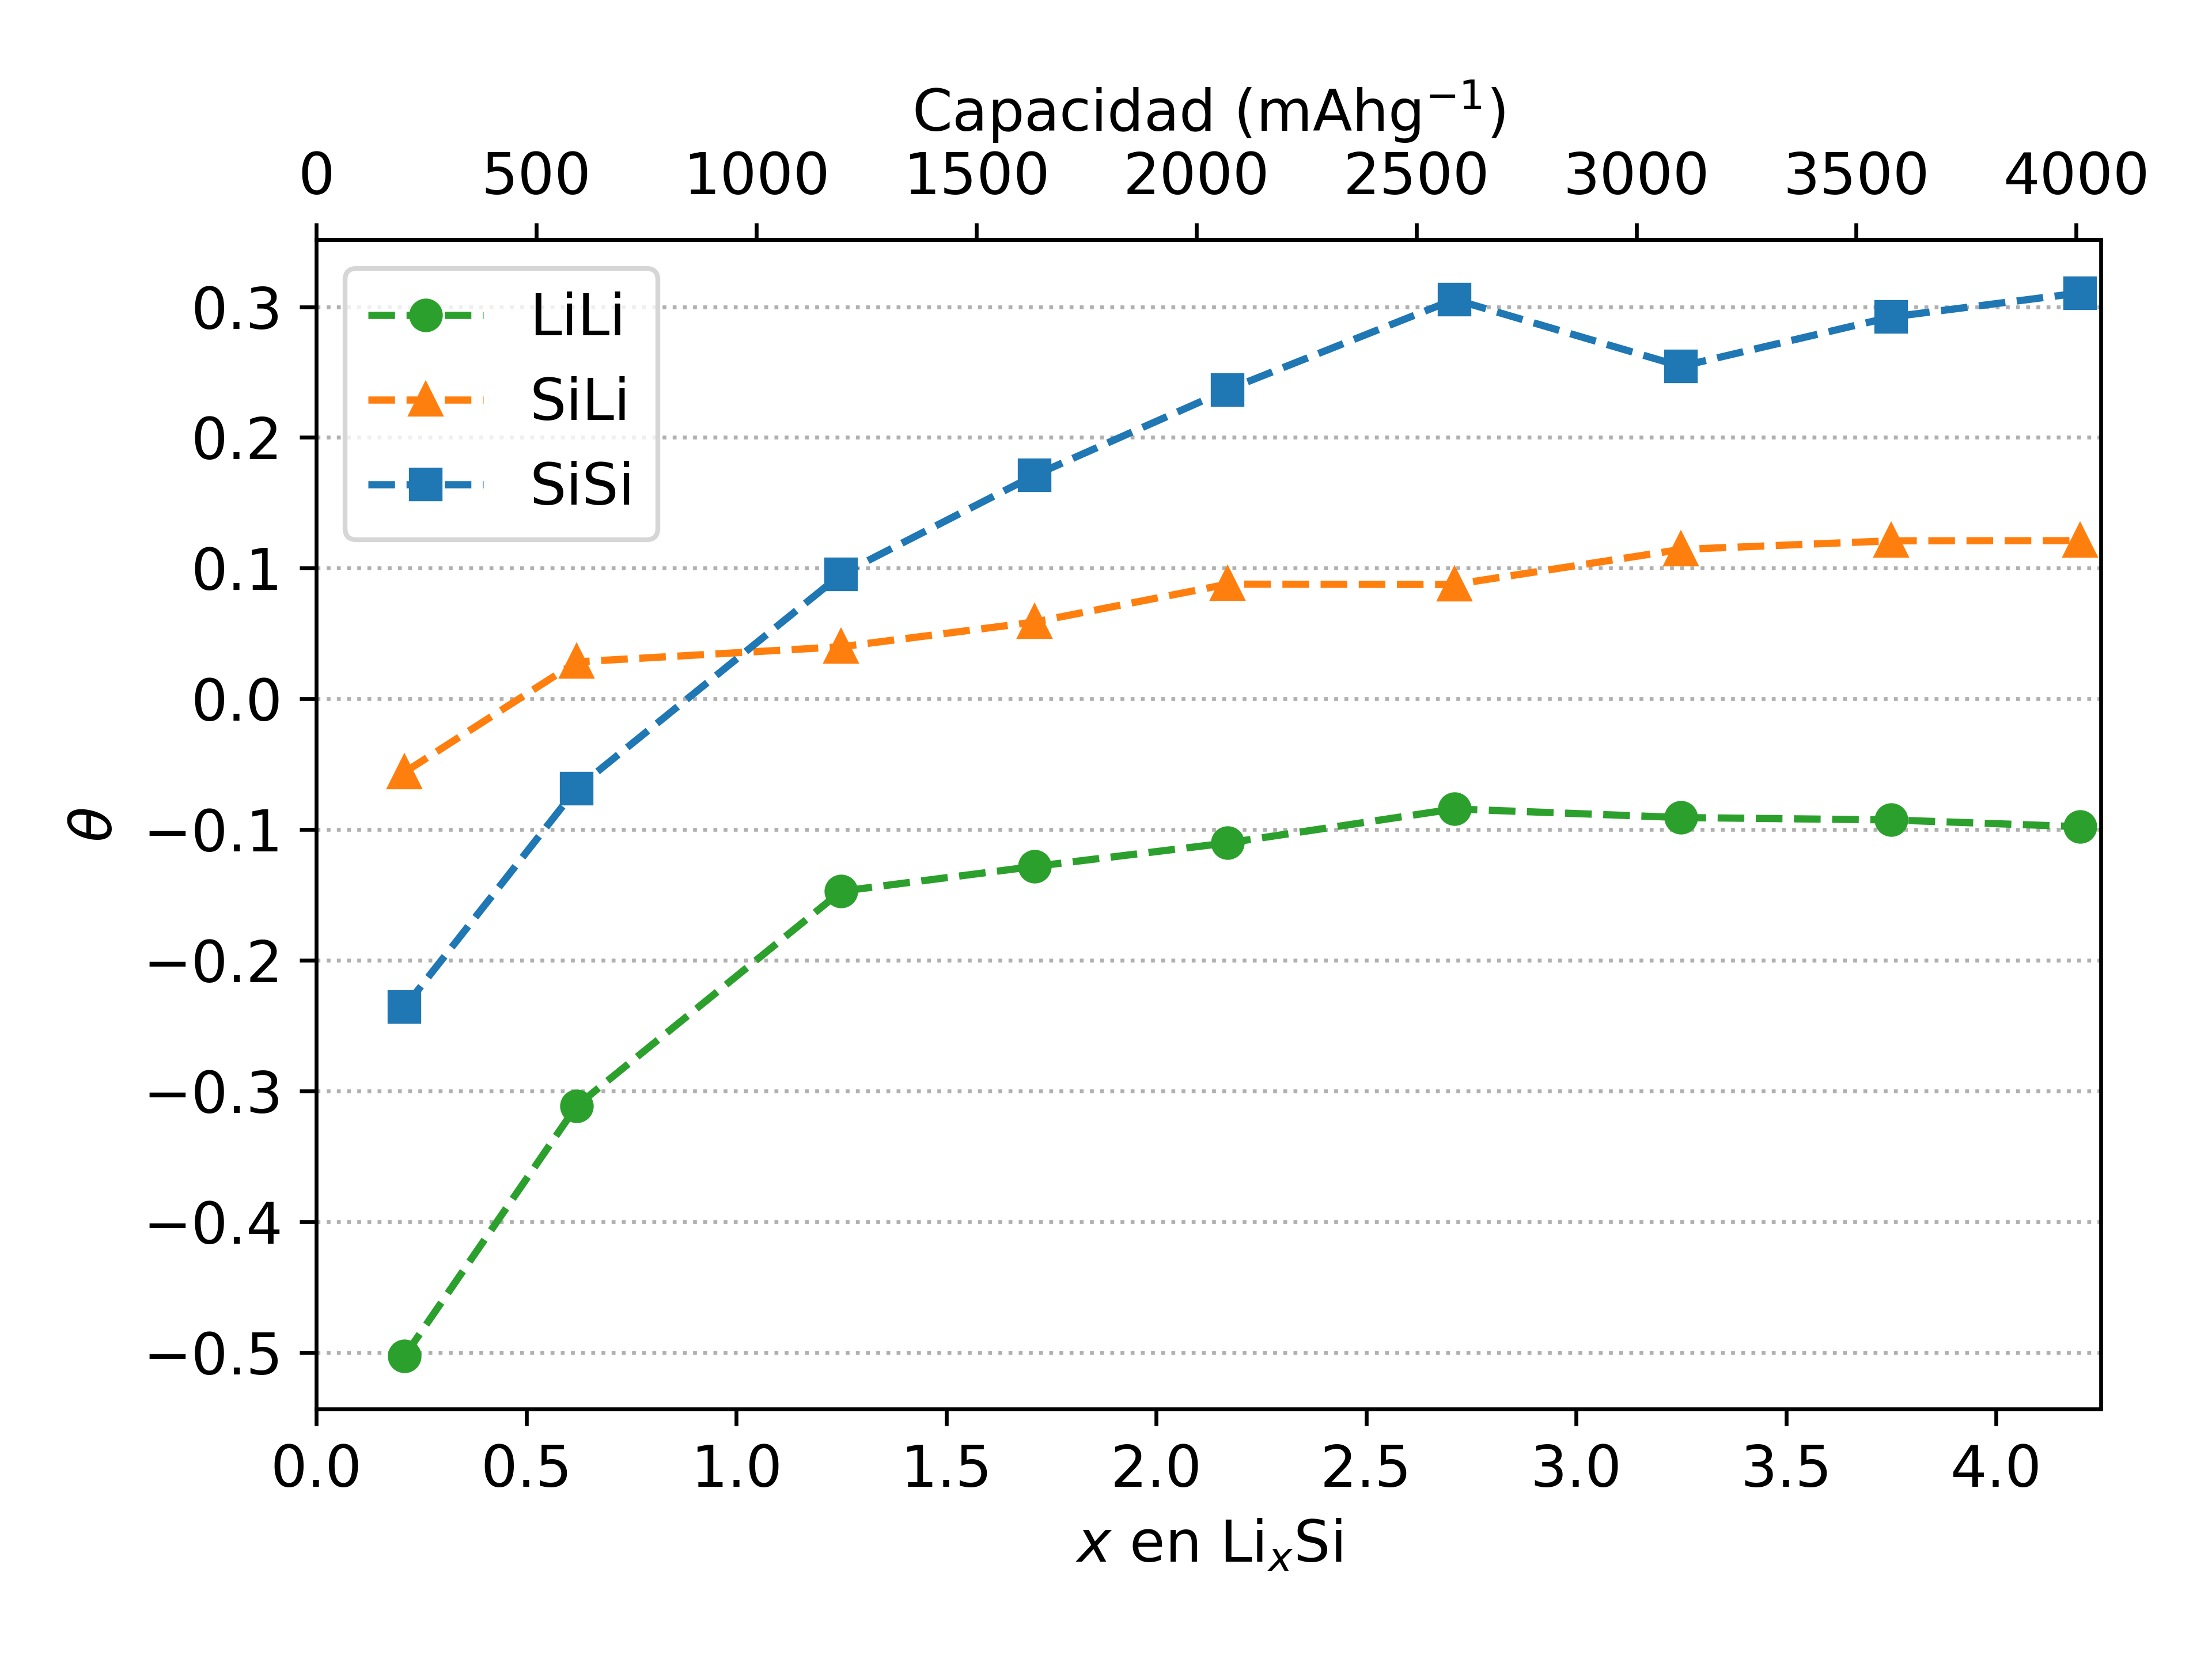 Capacidad (mAhg⁻¹)
0 500 1000 1500 2000 2500 3000 3500 4000
LiLi
SiLi
SiSi
0.3
0.2
0.1
0.0
−0.1
−0.2
−0.3
−0.4
−0.5
θ
0.0 0.5 1.0 1.5 2.0 2.5 3.0 3.5 4.0
x en LiₓSi